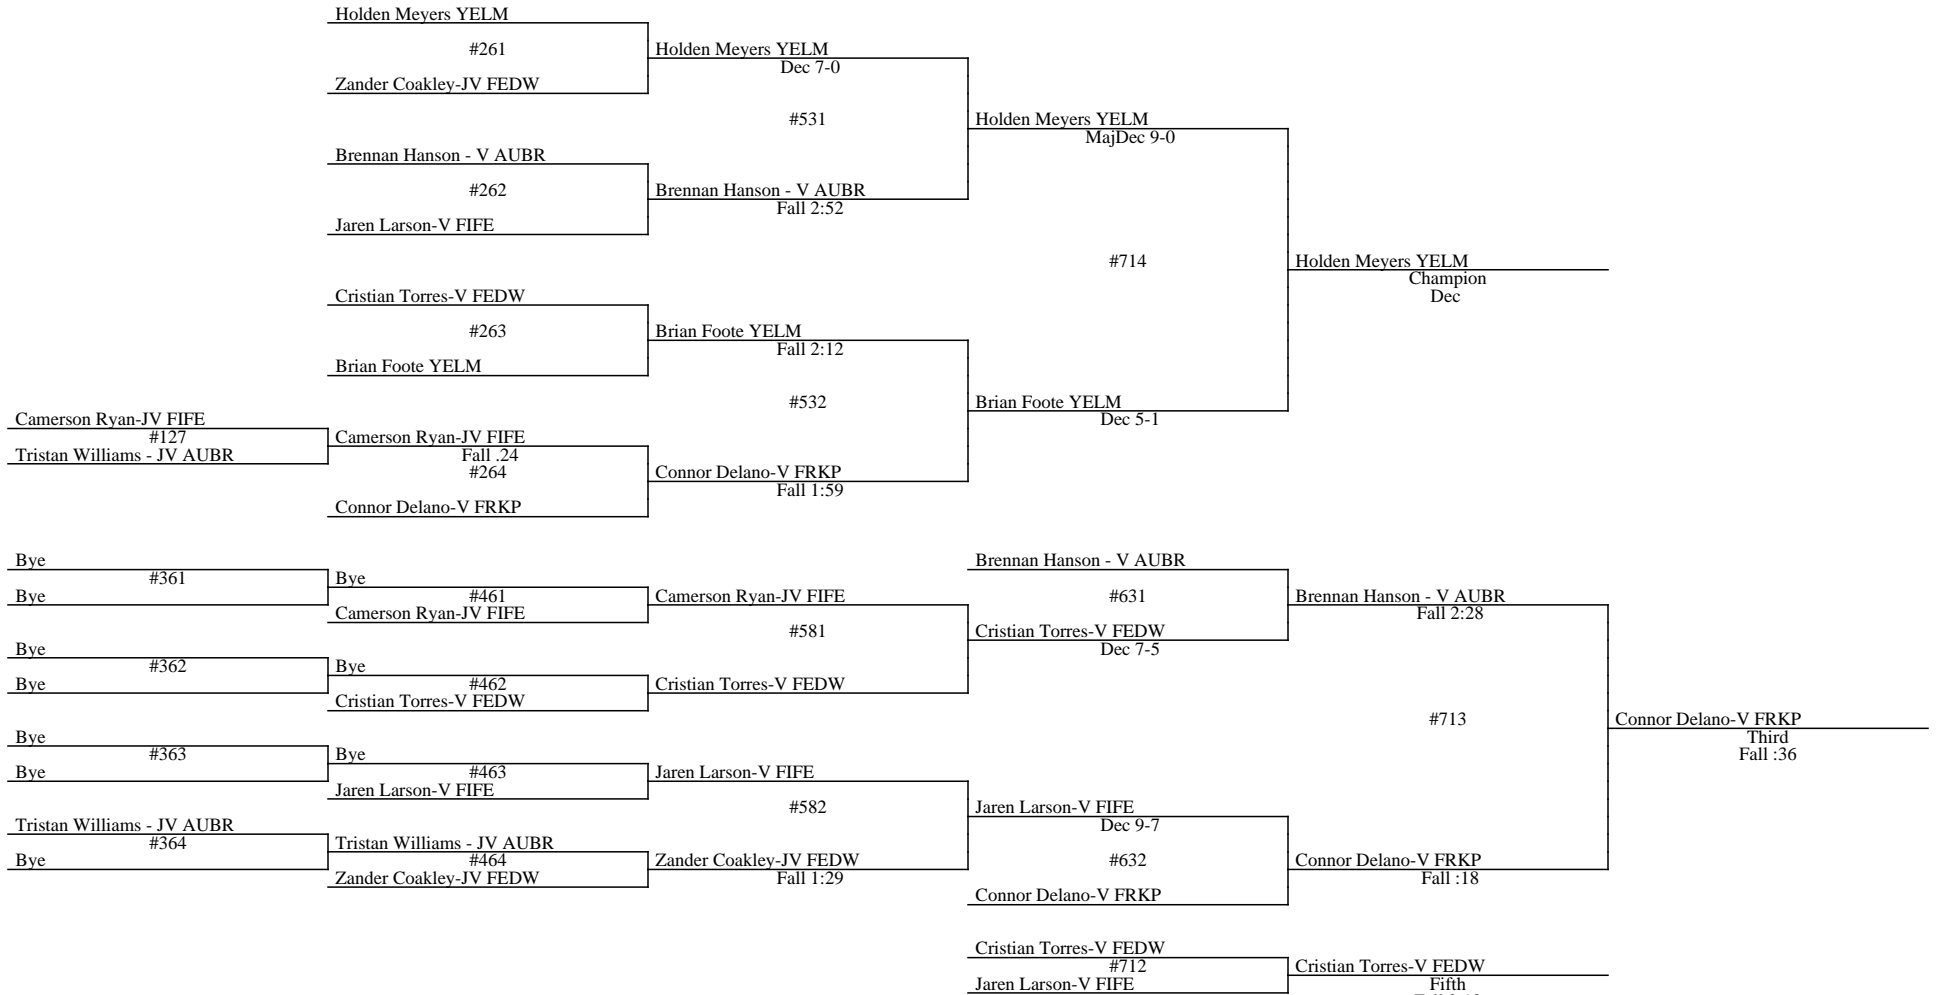 Holden Meyers YELM
#261
Holden Meyers YELM
Dec 7-0
Zander Coakley-JV FEDW
#531
Holden Meyers YELM
MajDec 9-0
Brennan Hanson - V AUBR
#262
Brennan Hanson - V AUBR
Fall 2:52
Jaren Larson-V FIFE
#714
Holden Meyers YELM
Champion
Dec
Cristian Torres-V FEDW
#263
Brian Foote YELM
Fall 2:12
Brian Foote YELM
#532
Brian Foote YELM
Dec 5-1
Camerson Ryan-JV FIFE
#127
Tristan Williams - JV AUBR
Camerson Ryan-JV FIFE
Fall .24
#264
Connor Delano-V FRKP
Fall 1:59
Connor Delano-V FRKP
Bye
#361
Bye
Bye
#461
Camerson Ryan-JV FIFE
Camerson Ryan-JV FIFE
#581
Brennan Hanson - V AUBR
#631
Cristian Torres-V FEDW
Dec 7-5
Brennan Hanson - V AUBR
Fall 2:28
Bye
#362
Bye
Bye
#462
Cristian Torres-V FEDW
Cristian Torres-V FEDW
#713
Connor Delano-V FRKP
Third
Fall :36
Bye
#363
Bye
Bye
#463
Jaren Larson-V FIFE
Jaren Larson-V FIFE
#582
Jaren Larson-V FIFE
Dec 9-7
#632
Connor Delano-V FRKP
Fall :18
Tristan Williams - JV AUBR
#364
Bye
Tristan Williams - JV AUBR
#464
Zander Coakley-JV FEDW
Zander Coakley-JV FEDW
Fall 1:29
Connor Delano-V FRKP
Cristian Torres-V FEDW
#712
Jaren Larson-V FIFE
Cristian Torres-V FEDW
Fifth